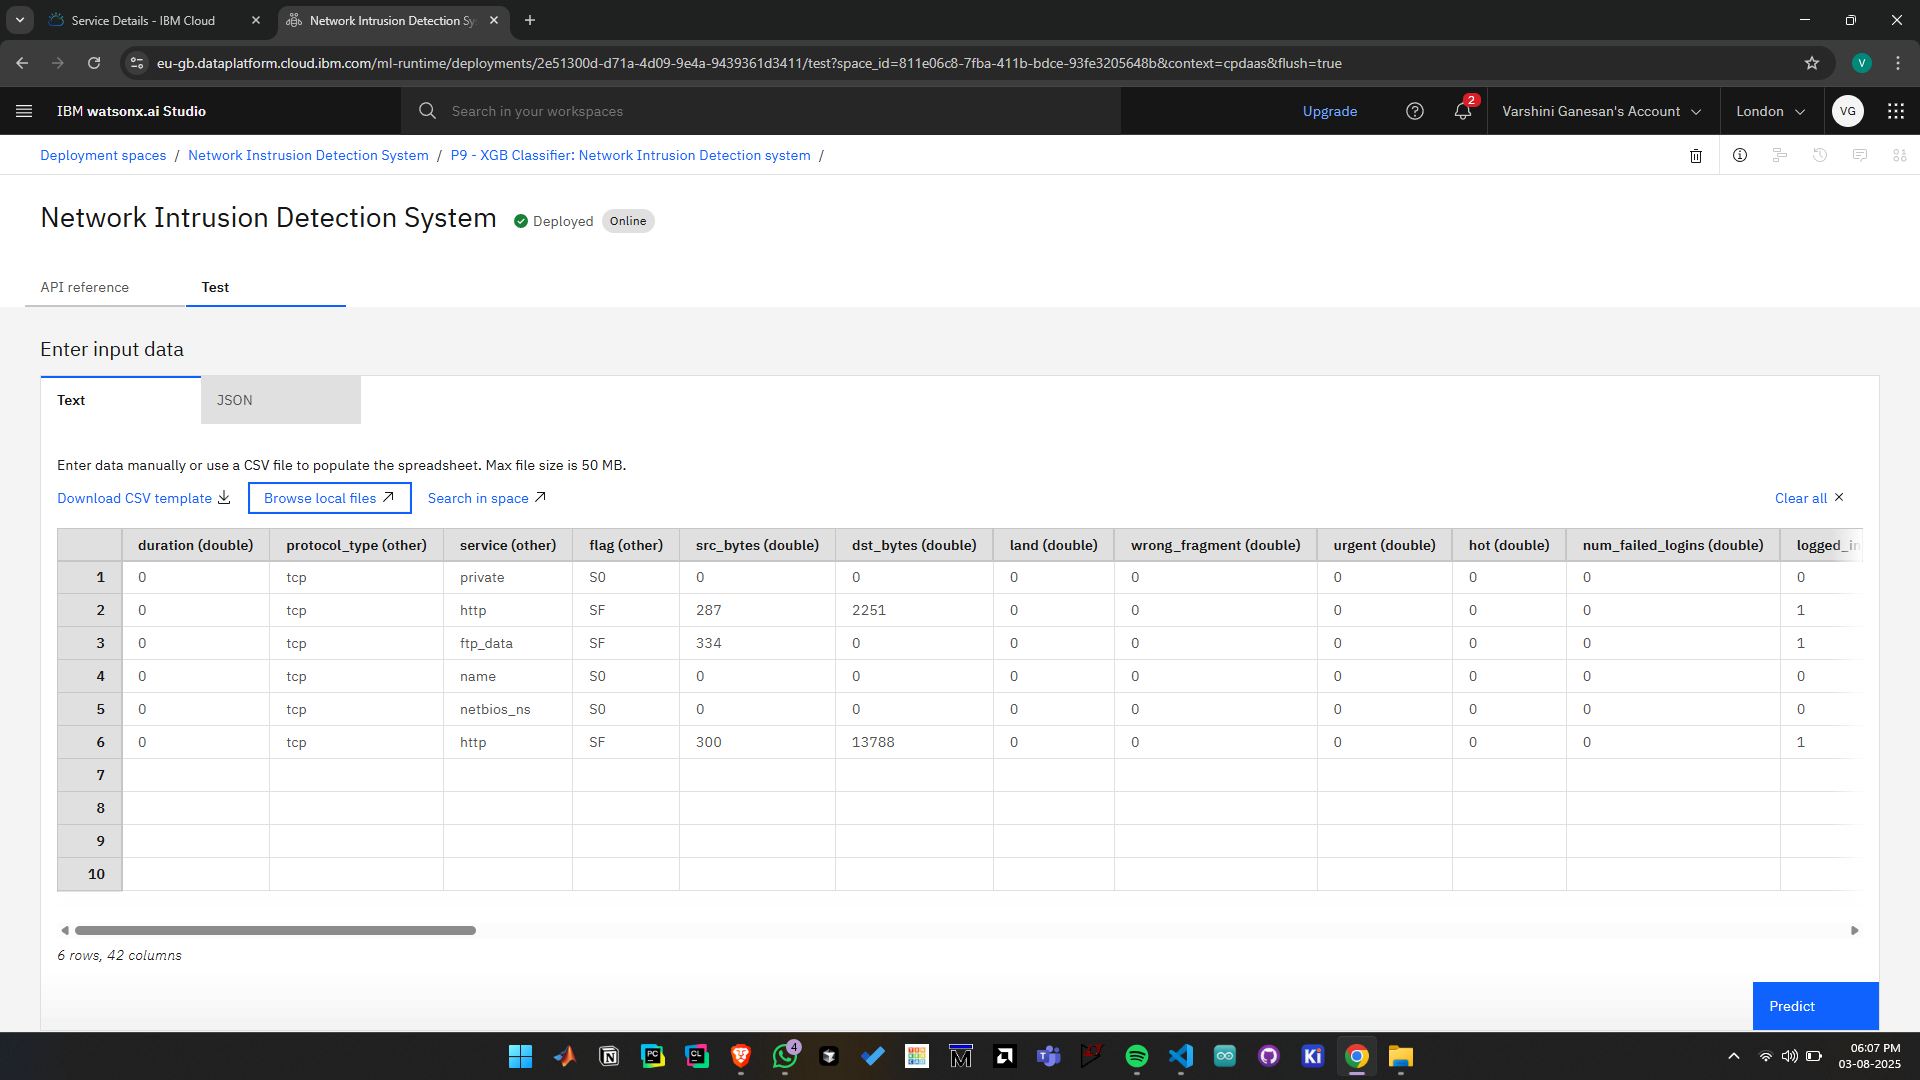 Service Details - IBM Cloud
Network Intrusion Detection Sy
eu-gb.dataplatform.cloud.ibm.com/ml-runtime/deployments/2e51300d-d71a-4d09-9e4a-9439361d3411/test?space_id=811e06c8-7fba-411b-bdce-93fe3205648b&context=cpdaas&flush=true
V
IBM watsonx.ai Studio
Search in your workspaces
Upgrade
2
Varshini Ganesan's Account
London
VG
Deployment spaces / Network Instrusion Detection System / P9 - XGB Classifier: Network Intrusion Detection system /
Network Intrusion Detection System
Deployed
Online
API reference
Test
Enter input data
Text
JSON
Enter data manually or use a CSV file to populate the spreadsheet. Max file size is 50 MB.
Download CSV template
Browse local files
Search in space
Clear all
duration (double) protocol_type (other) service (other) flag (other) src_bytes (double) dst_bytes (double) land (double) wrong_fragment (double) urgent (double) hot (double) num_failed_logins (double) logged_in
1 0 tcp private S0 0 0 0 0 0 0 0 0
2 0 tcp http SF 287 2251 0 0 0 0 0 1
3 0 tcp ftp_data SF 334 0 0 0 0 0 0 1
4 0 tcp name S0 0 0 0 0 0 0 0 0
5 0 tcp netbios_ns S0 0 0 0 0 0 0 0 0
6 0 tcp http SF 300 13788 0 0 0 0 0 1
7
8
9
10
6 rows, 42 columns
Predict
PC
CL
4
Ki
06:07 PM
03-08-2025